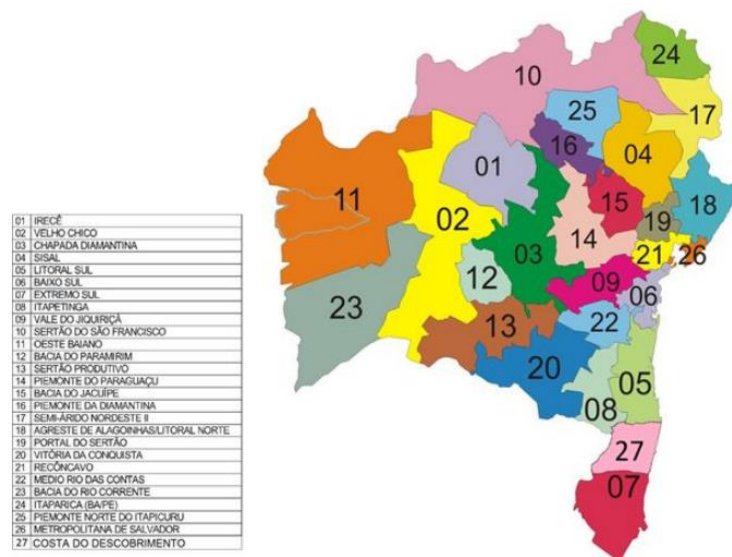 01 IRECÊ
02 VELHO CHICO
03 CHAPADA DIAMANTINA
04 SISAL
05 LITORAL SUL
06 BAIXO SUL
07 EXTREMO SUL
08 ITAPETINGA
09 VALE DO JIQUIRIÇÁ
10 SERTÃO DO SÃO FRANCISCO
11 OESTE BAIANO
12 BACIA DO PARAMIRIM
13 SERTÃO PRODUTIVO
14 PIEMONTE DO PARAGUAÇU
15 BACIA DO JACUÍPE
16 PIEMONTE DA DIAMANTINA
17 SEMI-ÁRIDO NORDESTE II
18 AGRESTE DE ALAGOINHAS/LITORAL NORTE
19 PORTAL DO SERTÃO
20 VITÓRIA DA CONQUISTA
21 RECÔNCAVO
22 MEDIO RIO DAS CONTAS
23 BACIA DO RIO CORRENTE
24 ITAPARICA (BA/PE)
25 PIEMONTE NORTE DO ITAPICURU
26 METROPOLITANA DE SALVADOR
27 COSTA DO DESCOBRIMENTO
24
10
17
25
16
04
01
11
15
18
02
19
14
03
21
26
12
09
06
23
13
22
20
05
08
27
07